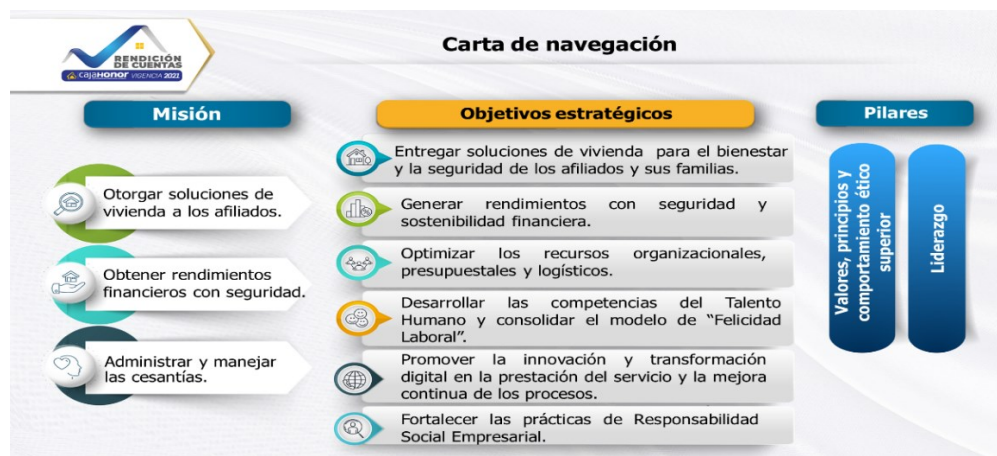 RENDICIÓN
DE CUENTAS
CajaHonor VIGENCIA 2021
Carta de navegación
Misión
Otorgar soluciones de
vivienda a los afiliados.
Obtener rendimientos
financieros con seguridad.
Administrar y manejar
las cesantías.
Objetivos estratégicos
Entregar soluciones de vivienda para el bienestar
y la seguridad de los afiliados y sus familias.
Generar rendimientos con seguridad y
sostenibilidad financiera.
Optimizar los recursos organizacionales,
presupuestales y logísticos.
Desarrollar las competencias del Talento
Humano y consolidar el modelo de “Felicidad
Laboral”.
Promover la innovación y transformación
digital en la prestación del servicio y la mejora
continua de los procesos.
Fortalecer las prácticas de Responsabilidad
Social Empresarial.
Pilares
Valores, principios y
comportamiento ético
superior
Liderazgo